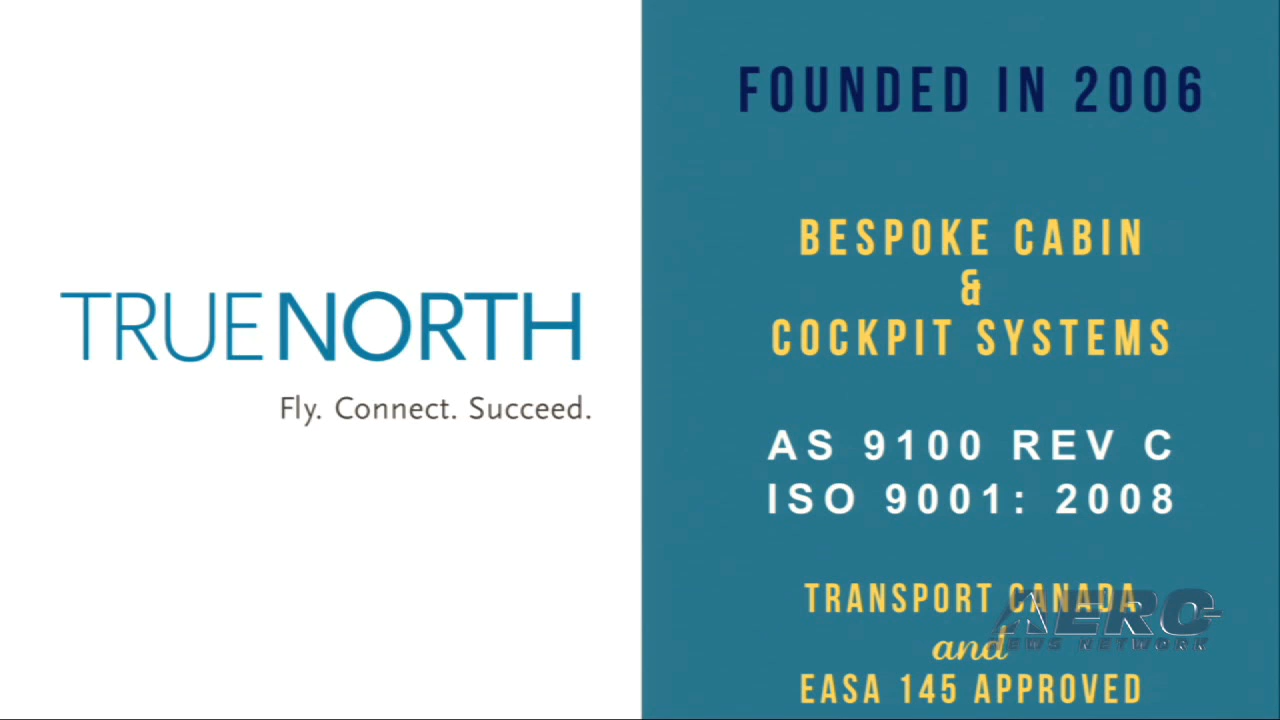 TRUENORTH
Fly. Connect. Succeed.
FOUNDED IN 2006
BESPOKE CABIN
&
COCKPIT SYSTEMS
AS 9100 REV C
ISO 9001: 2008
TRANSPORT CANADA
and
EASA 145 APPROVED
AERO
NEWS NETWORK